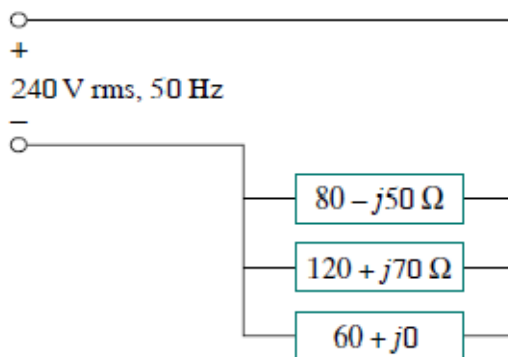 +
240 V rms, 50 Hz
–
80 – j50 Ω
120 + j70 Ω
60 + j0